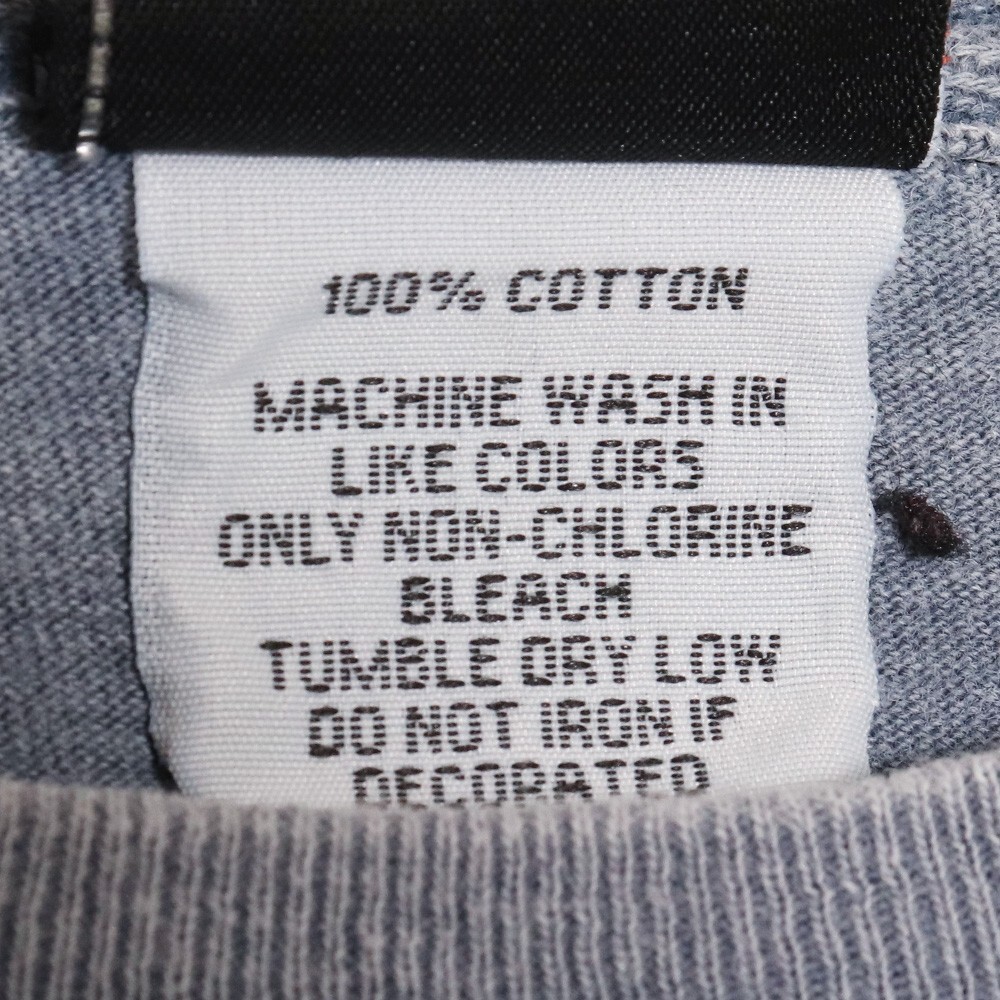 100% COTTON
MACHINE WASH IN
LIKE COLORS
ONLY NON-CHLORINE
BLEACH
TUMBLE DRY LOW
DO NOT IRON IF
DECORATED